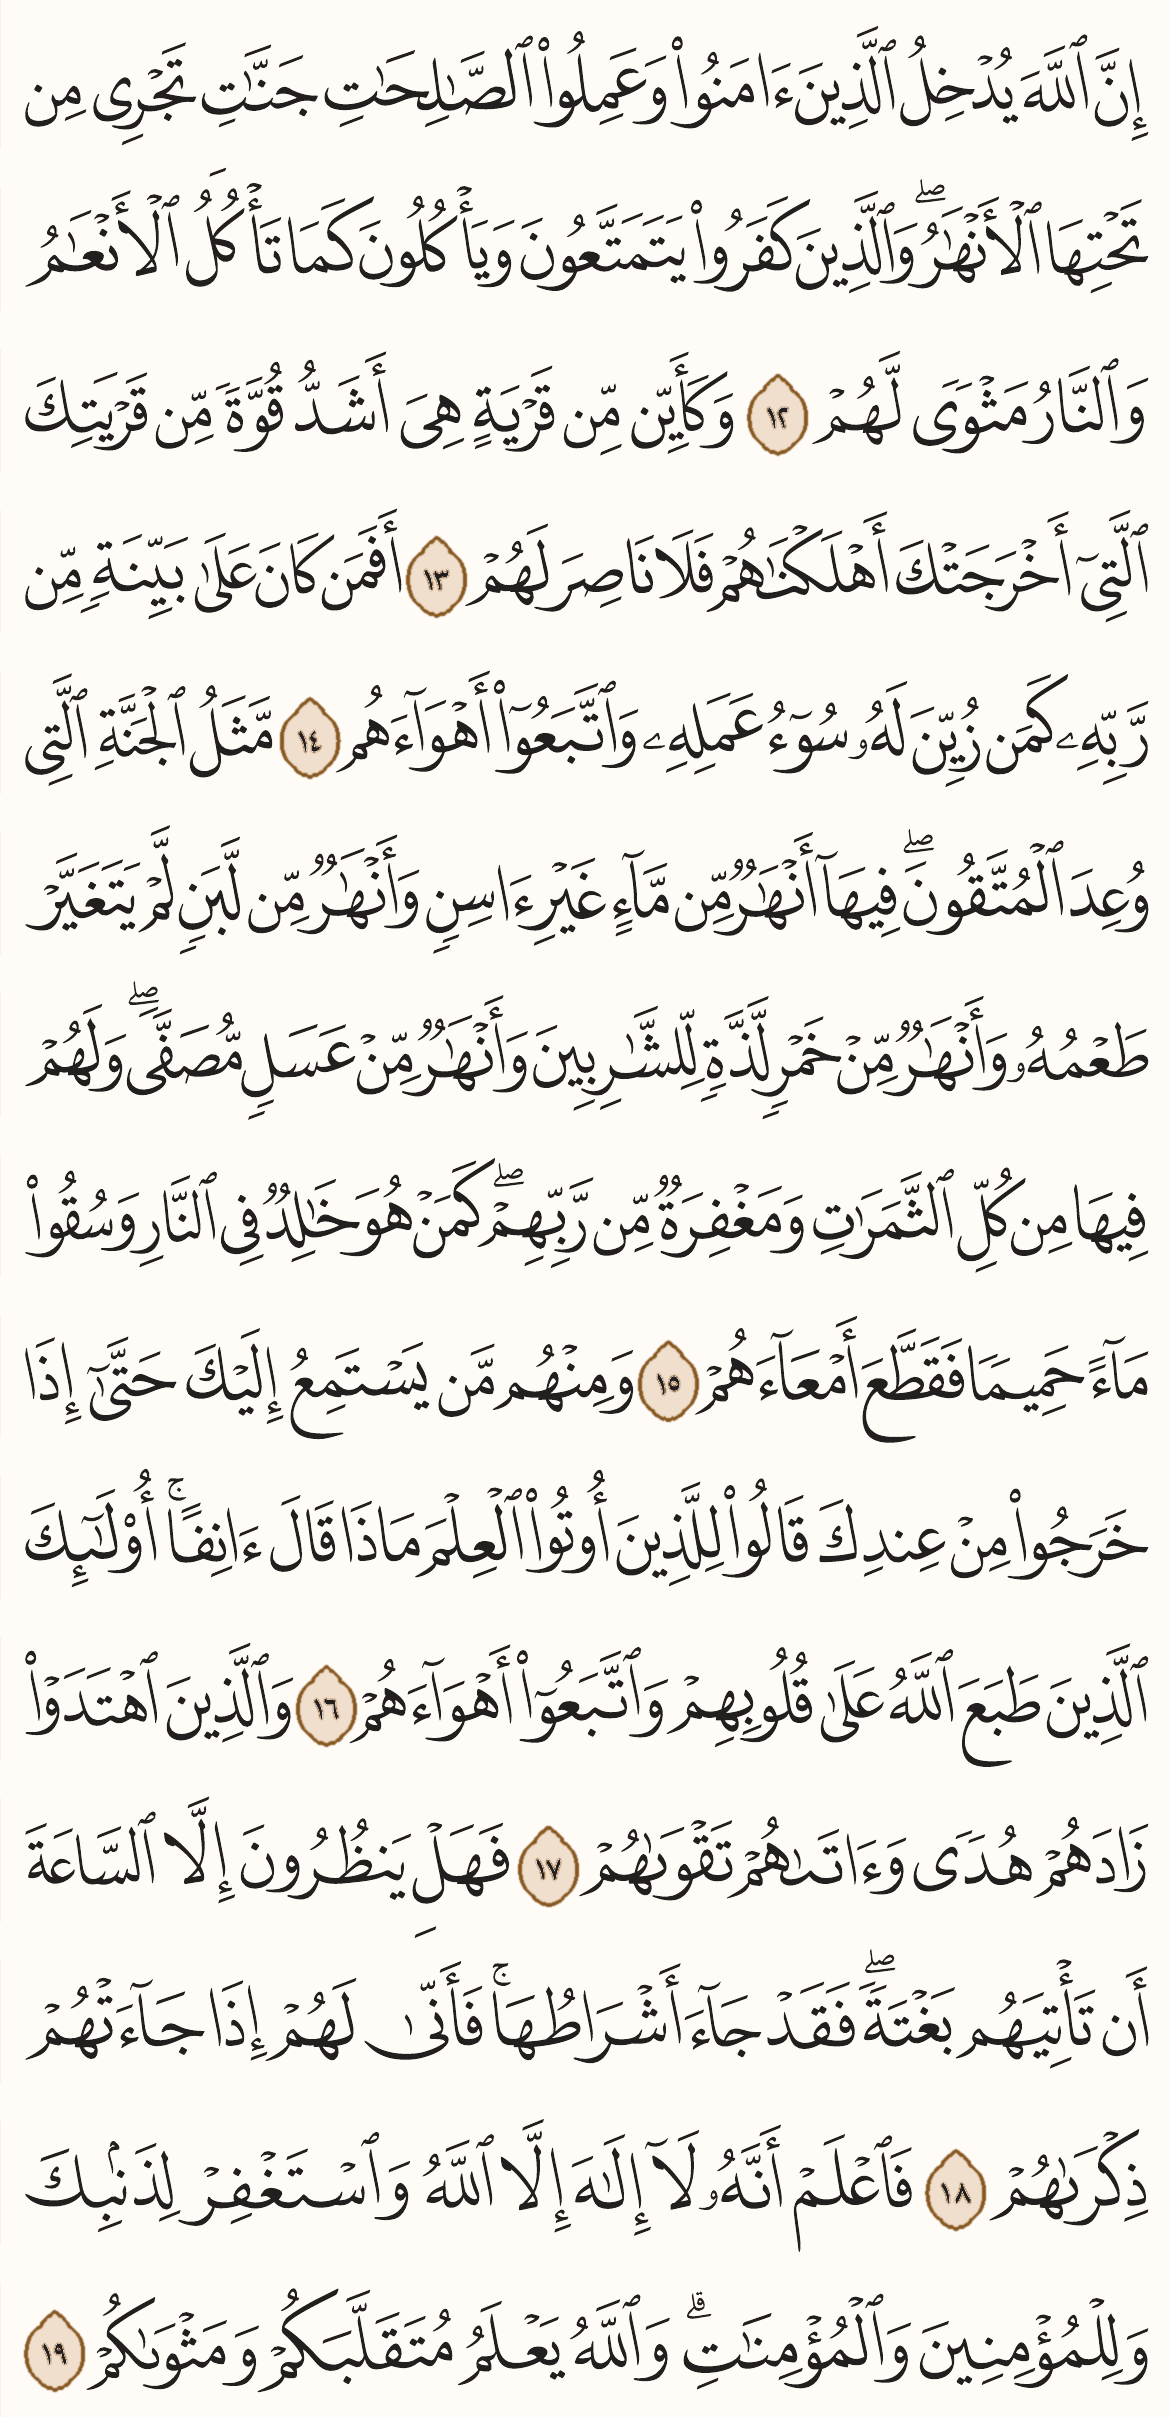 إِنَّ ٱللَّهَ يُدۡخِلُ ٱلَّذِينَ ءَامَنُواْ وَعَمِلُواْ ٱلصَّٰلِحَٰتِ جَنَّٰتٖ تَجۡرِي مِن
تَحۡتِهَا ٱلۡأَنۡهَٰرُۖ وَٱلَّذِينَ كَفَرُواْ يَتَمَتَّعُونَ وَيَأۡكُلُونَ كَمَا تَأۡكُلُ ٱلۡأَنۡعَٰمُ
وَٱلنَّارُ مَثۡوٗى لَّهُمۡ ١٢ وَكَأَيِّن مِّن قَرۡيَةٍ هِيَ أَشَدُّ قُوَّةٗ مِّن قَرۡيَتِكَ
ٱلَّتِيٓ أَخۡرَجَتۡكَ أَهۡلَكۡنَٰهُمۡ فَلَا نَاصِرَ لَهُمۡ ١٣ أَفَمَن كَانَ عَلَىٰ بَيِّنَةٖ مِّن
رَّبِّهِۦ كَمَن زُيِّنَ لَهُۥ سُوٓءُ عَمَلِهِۦ وَٱتَّبَعُوٓاْ أَهۡوَآءَهُم ١٤ مَّثَلُ ٱلۡجَنَّةِ ٱلَّتِي
وُعِدَ ٱلۡمُتَّقُونَۖ فِيهَآ أَنۡهَٰرٞ مِّن مَّآءٍ غَيۡرِ ءَاسِنٖ وَأَنۡهَٰرٞ مِّن لَّبَنٖ لَّمۡ يَتَغَيَّرۡ
طَعۡمُهُۥ وَأَنۡهَٰرٞ مِّنۡ خَمۡرٖ لَّذَّةٖ لِّلشَّٰرِبِينَ وَأَنۡهَٰرٞ مِّنۡ عَسَلٖ مُّصَفّٗىۖ وَلَهُمۡ
فِيهَا مِن كُلِّ ٱلثَّمَرَٰتِ وَمَغۡفِرَةٞ مِّن رَّبِّهِمۡۖ كَمَنۡ هُوَ خَٰلِدٞ فِي ٱلنَّارِ وَسُقُواْ
مَآءً حَمِيمٗا فَقَطَّعَ أَمۡعَآءَهُمۡ ١٥ وَمِنۡهُم مَّن يَسۡتَمِعُ إِلَيۡكَ حَتَّىٰٓ إِذَا
خَرَجُواْ مِنۡ عِندِكَ قَالُواْ لِلَّذِينَ أُوتُواْ ٱلۡعِلۡمَ مَاذَا قَالَ ءَانِفًاۚ أُوْلَٰٓئِكَ
ٱلَّذِينَ طَبَعَ ٱللَّهُ عَلَىٰ قُلُوبِهِمۡ وَٱتَّبَعُوٓاْ أَهۡوَآءَهُمۡ ١٦ وَٱلَّذِينَ ٱهۡتَدَوۡاْ
زَادَهُمۡ هُدٗى وَءَاتَىٰهُمۡ تَقۡوَىٰهُمۡ ١٧ فَهَلۡ يَنظُرُونَ إِلَّا ٱلسَّاعَةَ
أَن تَأۡتِيَهُم بَغۡتَةٗۖ فَقَدۡ جَآءَ أَشۡرَاطُهَاۚ فَأَنَّىٰ لَهُمۡ إِذَا جَآءَتۡهُمۡ
ذِكۡرَىٰهُمۡ ١٨ فَٱعۡلَمۡ أَنَّهُۥ لَآ إِلَٰهَ إِلَّا ٱللَّهُ وَٱسۡتَغۡفِرۡ لِذَنۢبِكَ
وَلِلۡمُؤۡمِنِينَ وَٱلۡمُؤۡمِنَٰتِۗ وَٱللَّهُ يَعۡلَمُ مُتَقَلَّبَكُمۡ وَمَثۡوَىٰكُمۡ ١٩